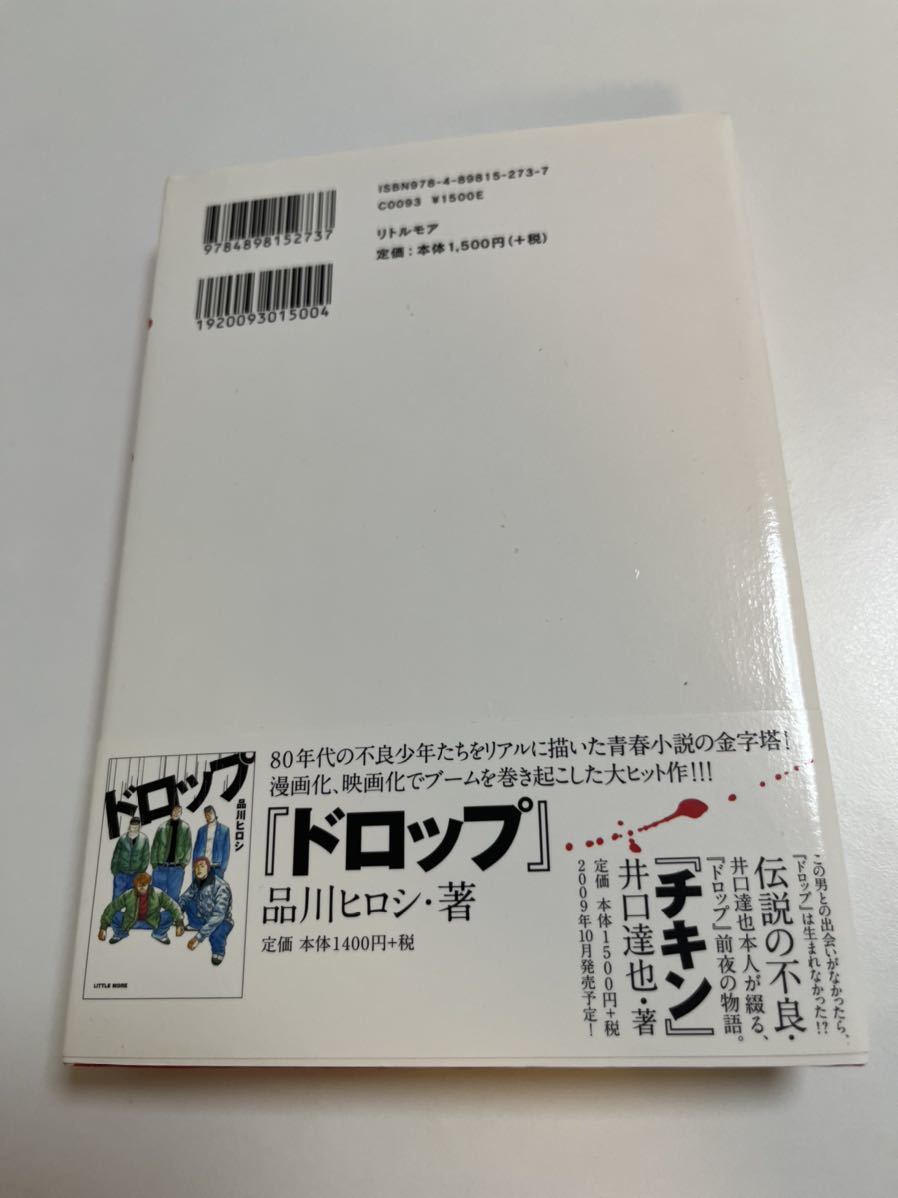 ISBN978-4-89815-273-7
C0093 ¥1500E
リトルモア
定価：本体1,500円(+税)
9784898152737
1920093015004
80年代の不良少年たちをリアルに描いた青春小説の金字塔！
漫画化、映画化でブームを巻き起こした大ヒット作!!!
『ドロップ』
品川ヒロシ・著
定価 本体1400円+税
ドロップ
品川ヒロシ
LITTLE MORE
この男との出会いがなかったら、
『ドロップ』は生まれなかった!?
伝説の不良・
井口達也本人が綴る、
『ドロップ』前夜の物語。
『チキン』
井口達也・著
定価 本体1500円+税
2009年10月発売予定！